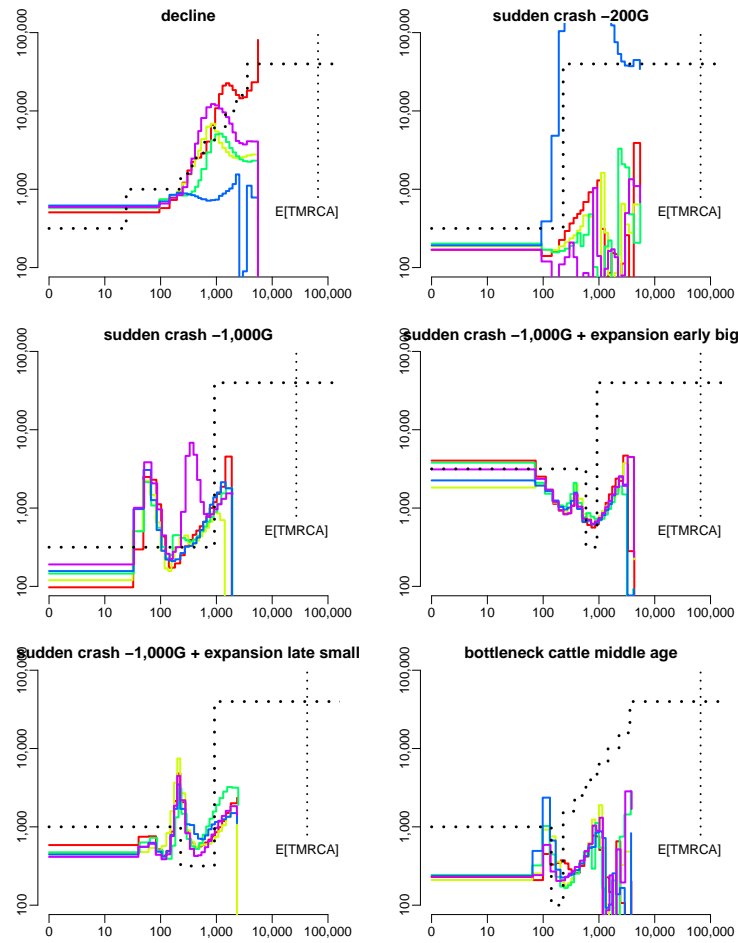 decline
100,000
10,000
1,000
100
E[TMRCA]
0 10 100 1,000 10,000 100,000
sudden crash −200G
100,000
10,000
1,000
100
E[TMRCA]
0 10 100 1,000 10,000 100,000
sudden crash −1,000G
100,000
10,000
1,000
100
E[TMRCA]
0 10 100 1,000 10,000 100,000
sudden crash −1,000G + expansion early big
100,000
10,000
1,000
100
E[TMRCA]
0 10 100 1,000 10,000 100,000
sudden crash −1,000G + expansion late small
100,000
10,000
1,000
100
E[TMRCA]
0 10 100 1,000 10,000 100,000
bottleneck cattle middle age
100,000
10,000
1,000
100
E[TMRCA]
0 10 100 1,000 10,000 100,000